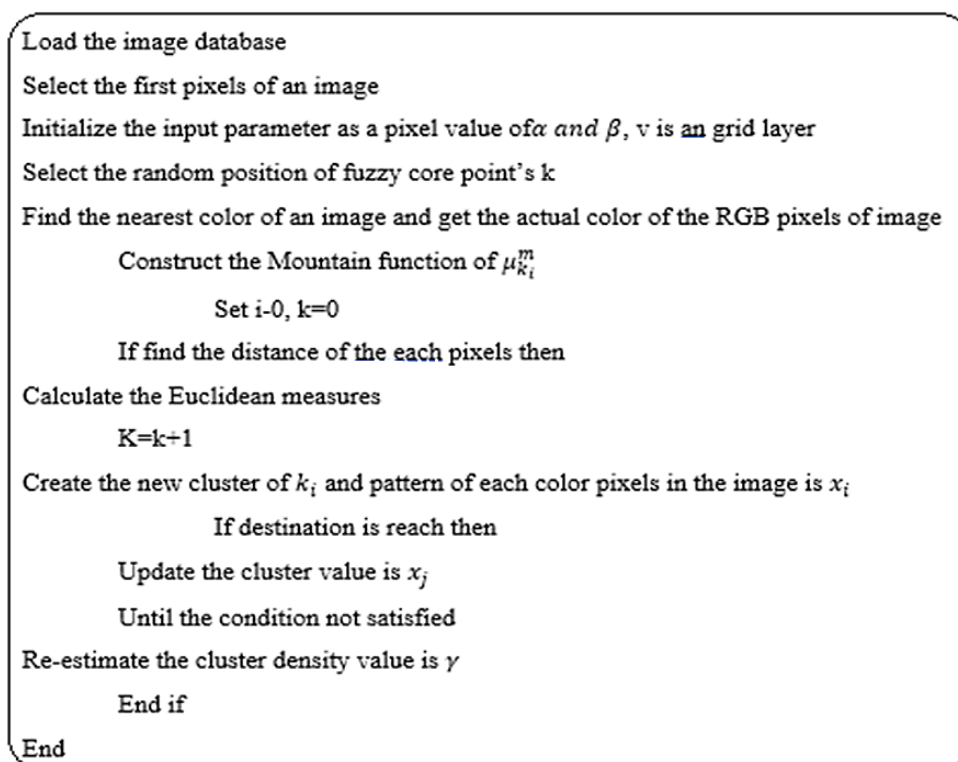 Load the image database
Select the first pixels of an image
Initialize the input parameter as a pixel value of𝛼 𝑎𝑛𝑑 𝛽, v is an grid layer
Select the random position of fuzzy core point’s k
Find the nearest color of an image and get the actual color of the RGB pixels of image
Construct the Mountain function of $\mu_{k_i}^{m}$
Set i-0, k=0
If find the distance of the each pixels then
Calculate the Euclidean measures
K=k+1
Create the new cluster of $k_i$ and pattern of each color pixels in the image is $x_i$
If destination is reach then
Update the cluster value is $x_j$
Until the condition not satisfied
Re-estimate the cluster density value is 𝛾
End if
End